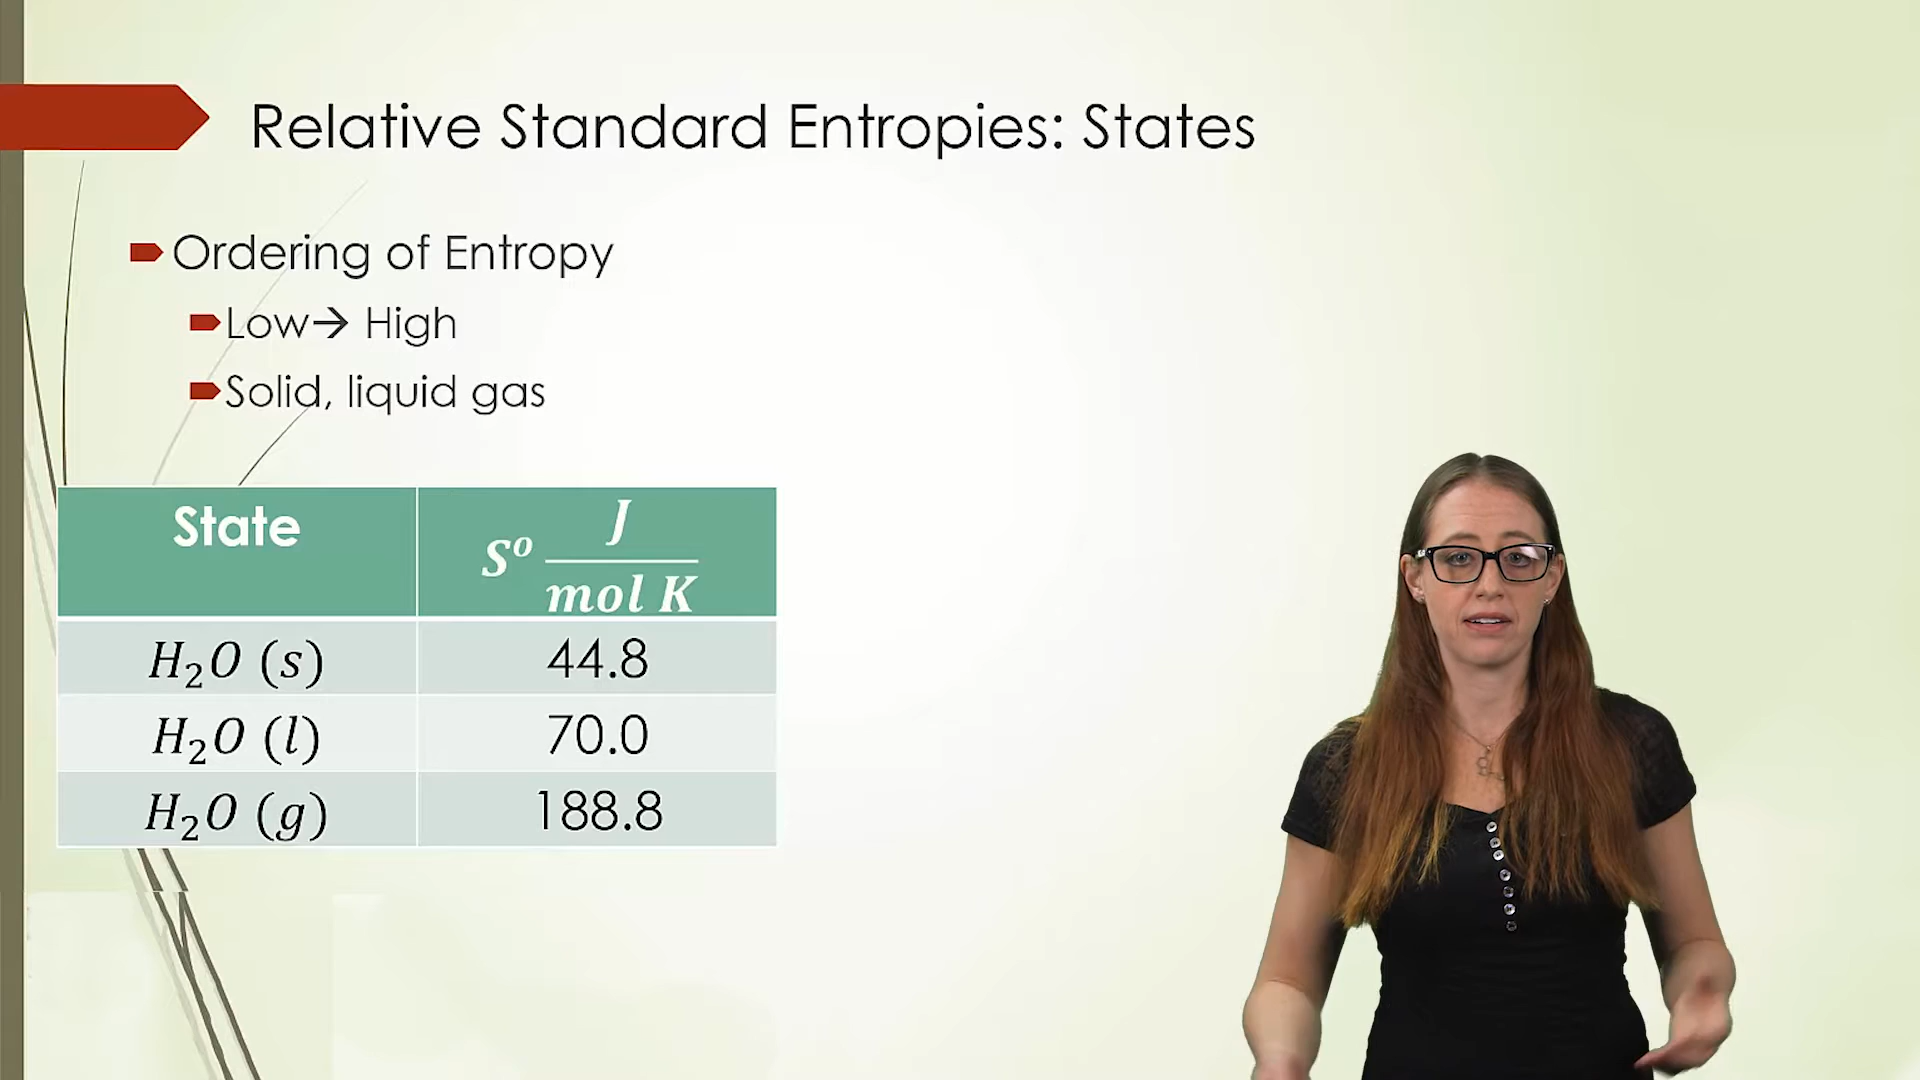 Relative Standard Entropies: States
Ordering of Entropy
Low→ High
Solid, liquid gas
State
S° J/mol K
H₂O (s)
44.8
H₂O (l)
70.0
H₂O (g)
188.8